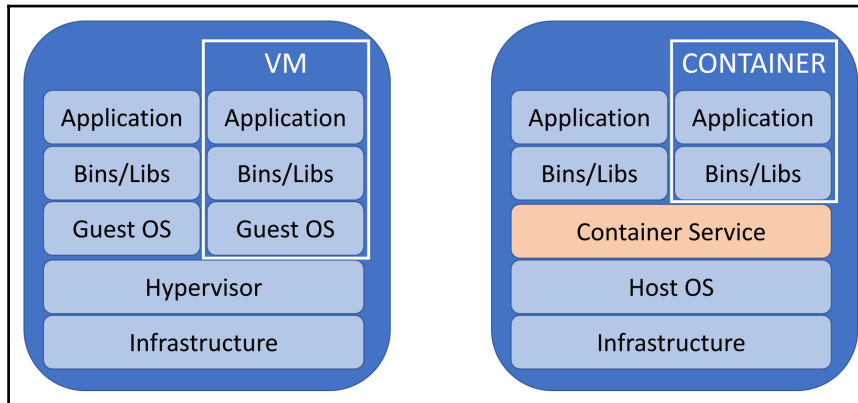 VM
Application
Application
Bins/Libs
Bins/Libs
Guest OS
Guest OS
Hypervisor
Infrastructure
CONTAINER
Application
Application
Bins/Libs
Bins/Libs
Container Service
Host OS
Infrastructure